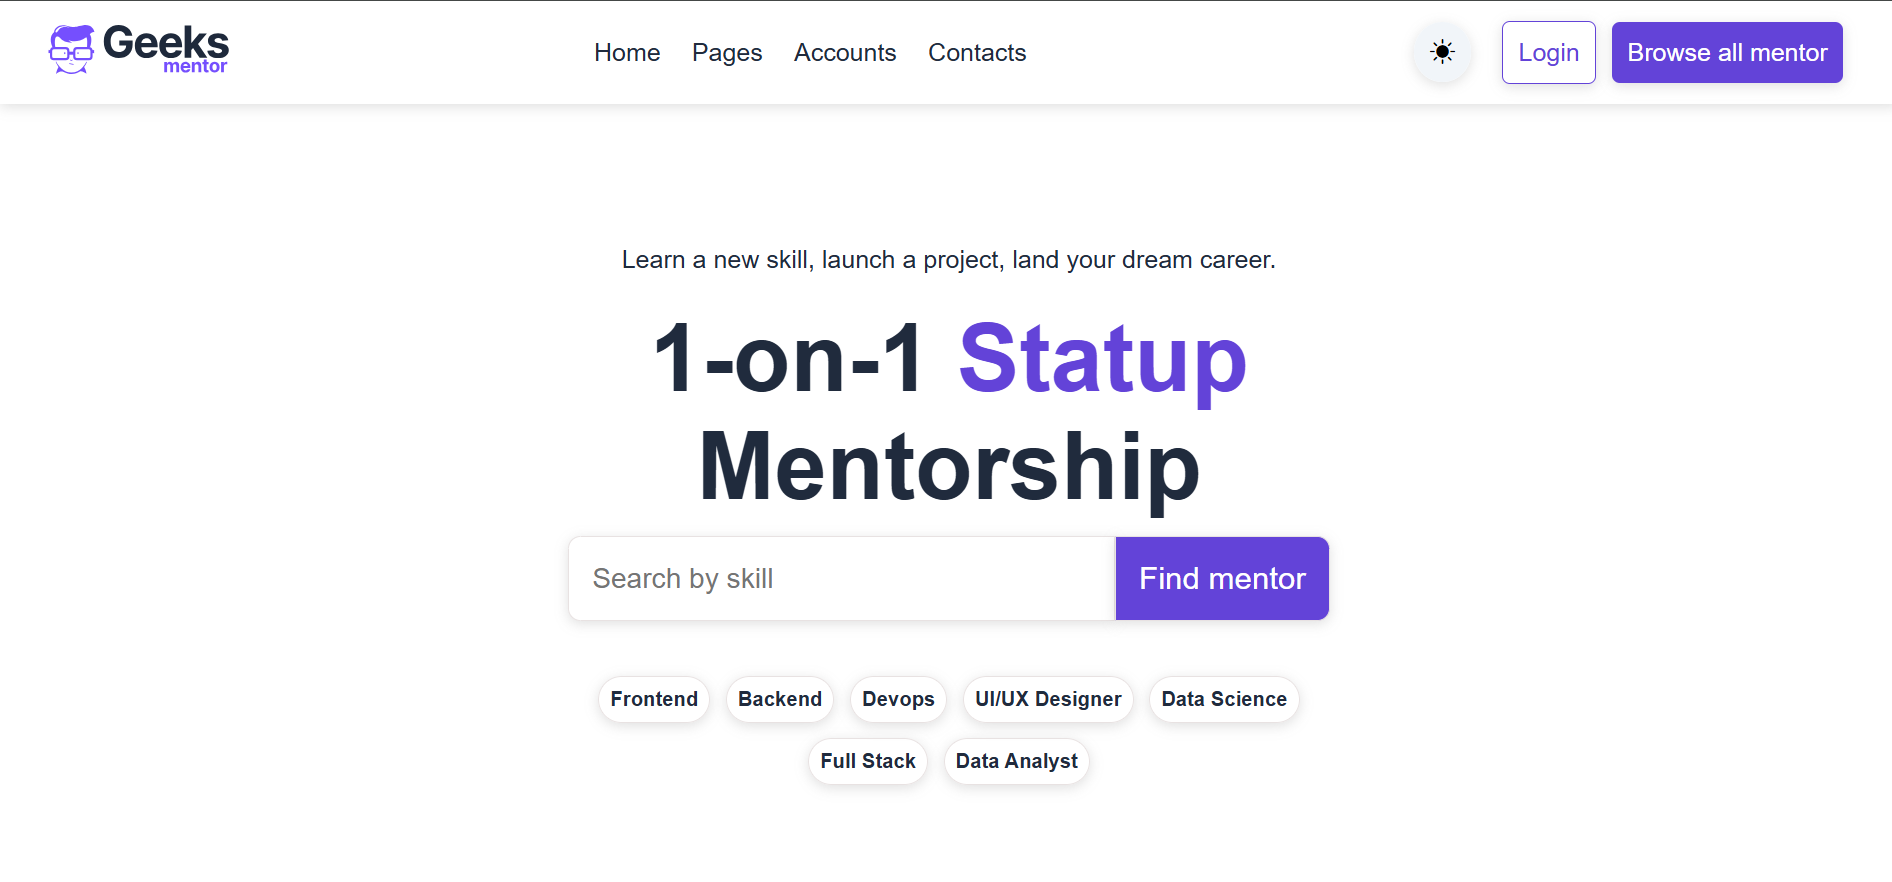 Geeks
mentor
Home Pages Accounts Contacts
Login
Browse all mentor
Learn a new skill, launch a project, land your dream career.
1-on-1 Statup
Mentorship
Search by skill
Find mentor
Frontend Backend Devops UI/UX Designer Data Science
Full Stack Data Analyst